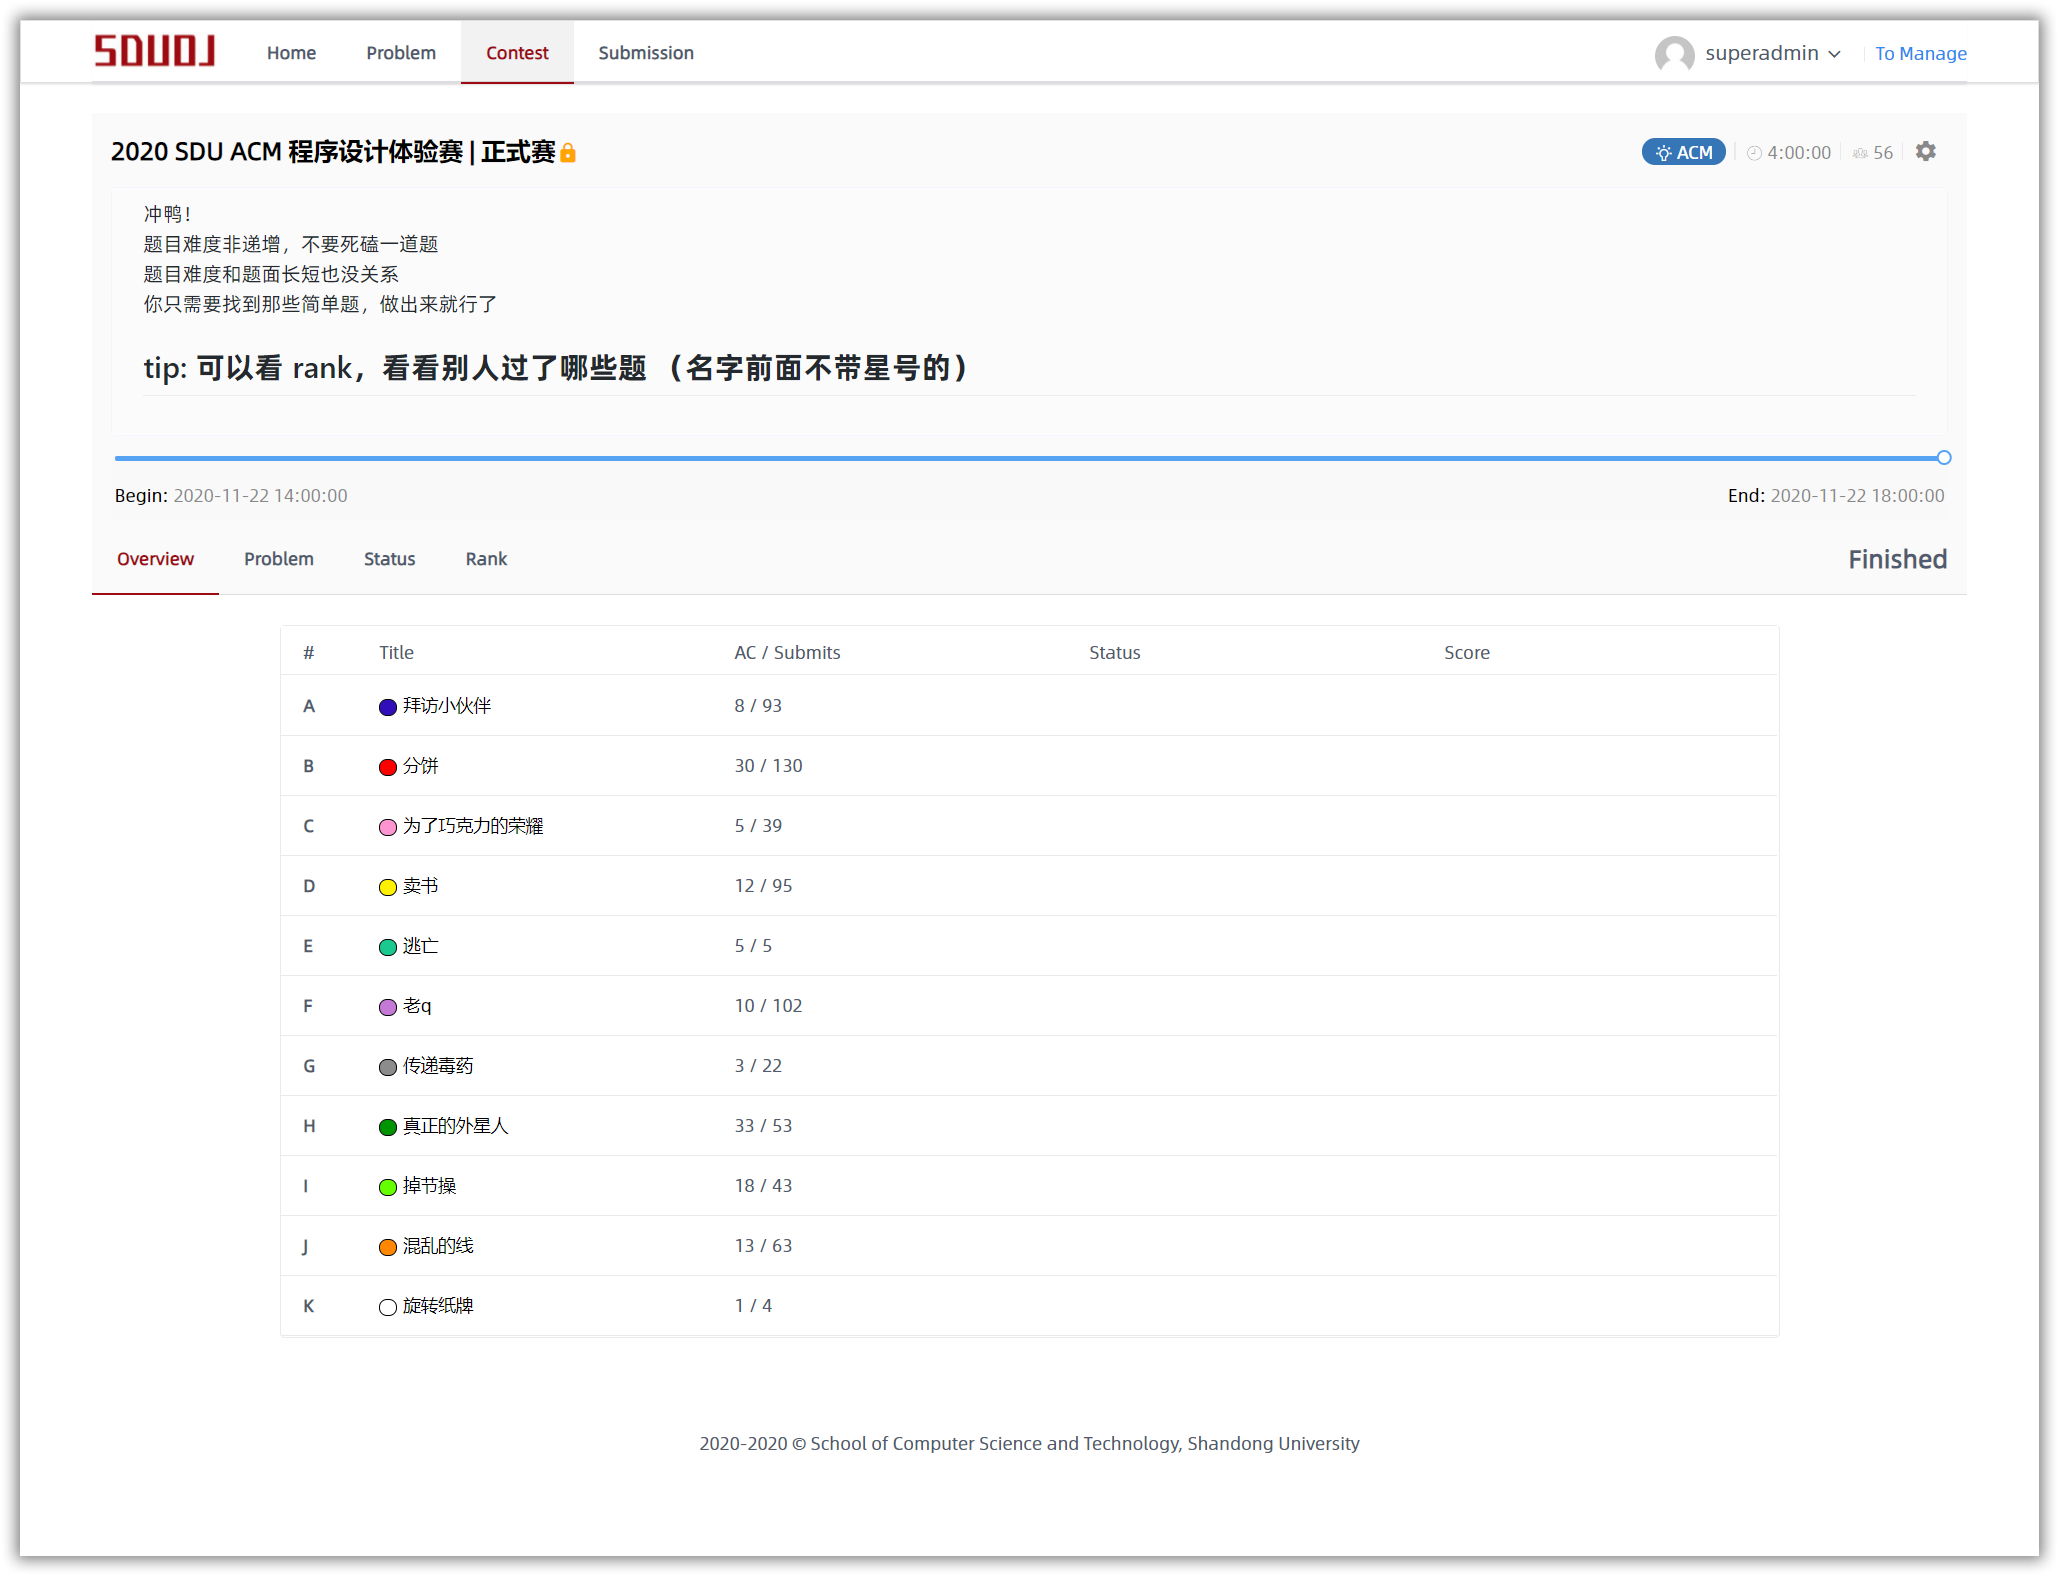 SDUOJ Home Problem Contest Submission superadmin To Manage
2020 SDU ACM 程序设计体验赛 | 正式赛 ACM 4:00:00 56
冲鸭！
题目难度非递增，不要死磕一道题
题目难度和题面长短也没关系
你只需要找到那些简单题，做出来就行了
tip: 可以看 rank，看看别人过了哪些题 （名字前面不带星号的）
Begin: 2020-11-22 14:00:00 End: 2020-11-22 18:00:00
Overview Problem Status Rank Finished
# Title AC / Submits Status Score
A 拜访小伙伴 8 / 93
B 分饼 30 / 130
C 为了巧克力的荣耀 5 / 39
D 卖书 12 / 95
E 逃亡 5 / 5
F 老q 10 / 102
G 传递毒药 3 / 22
H 真正的外星人 33 / 53
I 掉节操 18 / 43
J 混乱的线 13 / 63
K 旋转纸牌 1 / 4
2020-2020 © School of Computer Science and Technology, Shandong University